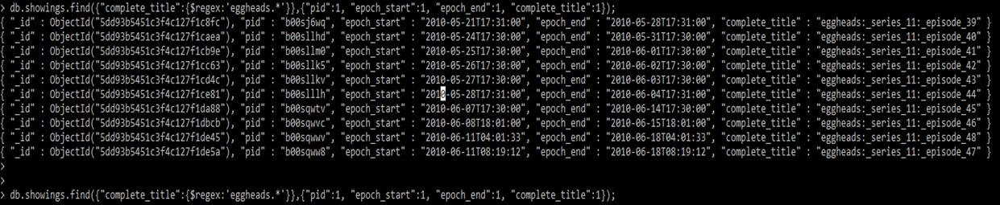 > db.showings.find({"complete_title":{$regex:'eggheads.*'}},{"pid":1, "epoch_start":1, "epoch_end":1, "complete_title":1});
{ "_id" : ObjectId("5dd93b5451c3f4c127f1c8fc"), "pid" : "b00sj6wq", "epoch_start" : "2010-05-21T17:31:00", "epoch_end" : "2010-05-28T17:31:00", "complete_title" : "eggheads:_series_11:_episode_39" }
{ "_id" : ObjectId("5dd93b5451c3f4c127f1caea"), "pid" : "b00sllhd", "epoch_start" : "2010-05-24T17:30:00", "epoch_end" : "2010-05-31T17:30:00", "complete_title" : "eggheads:_series_11:_episode_40" }
{ "_id" : ObjectId("5dd93b5451c3f4c127f1cb9e"), "pid" : "b00sllm0", "epoch_start" : "2010-05-25T17:30:00", "epoch_end" : "2010-06-01T17:30:00", "complete_title" : "eggheads:_series_11:_episode_41" }
{ "_id" : ObjectId("5dd93b5451c3f4c127f1cc63"), "pid" : "b00sllk5", "epoch_start" : "2010-05-26T17:30:00", "epoch_end" : "2010-06-02T17:30:00", "complete_title" : "eggheads:_series_11:_episode_42" }
{ "_id" : ObjectId("5dd93b5451c3f4c127f1cd4c"), "pid" : "b00sllkv", "epoch_start" : "2010-05-27T17:30:00", "epoch_end" : "2010-06-03T17:30:00", "complete_title" : "eggheads:_series_11:_episode_43" }
{ "_id" : ObjectId("5dd93b5451c3f4c127f1ce81"), "pid" : "b00slllh", "epoch_start" : "2010-05-28T17:31:00", "epoch_end" : "2010-06-04T17:31:00", "complete_title" : "eggheads:_series_11:_episode_44" }
{ "_id" : ObjectId("5dd93b5451c3f4c127f1da88"), "pid" : "b00sqwtv", "epoch_start" : "2010-06-07T17:30:00", "epoch_end" : "2010-06-14T17:30:00", "complete_title" : "eggheads:_series_11:_episode_45" }
{ "_id" : ObjectId("5dd93b5451c3f4c127f1dbcb"), "pid" : "b00sqwvc", "epoch_start" : "2010-06-08T18:01:00", "epoch_end" : "2010-06-15T18:01:00", "complete_title" : "eggheads:_series_11:_episode_46" }
{ "_id" : ObjectId("5dd93b5451c3f4c127f1de45"), "pid" : "b00sqwwv", "epoch_start" : "2010-06-11T04:01:33", "epoch_end" : "2010-06-18T04:01:33", "complete_title" : "eggheads:_series_11:_episode_48" }
{ "_id" : ObjectId("5dd93b5451c3f4c127f1de5a"), "pid" : "b00sqww8", "epoch_start" : "2010-06-11T08:19:12", "epoch_end" : "2010-06-18T08:19:12", "complete_title" : "eggheads:_series_11:_episode_47" }
>
>
> db.showings.find({"complete_title":{$regex:'eggheads.*'}},{"pid":1, "epoch_start":1, "epoch_end":1, "complete_title":1});